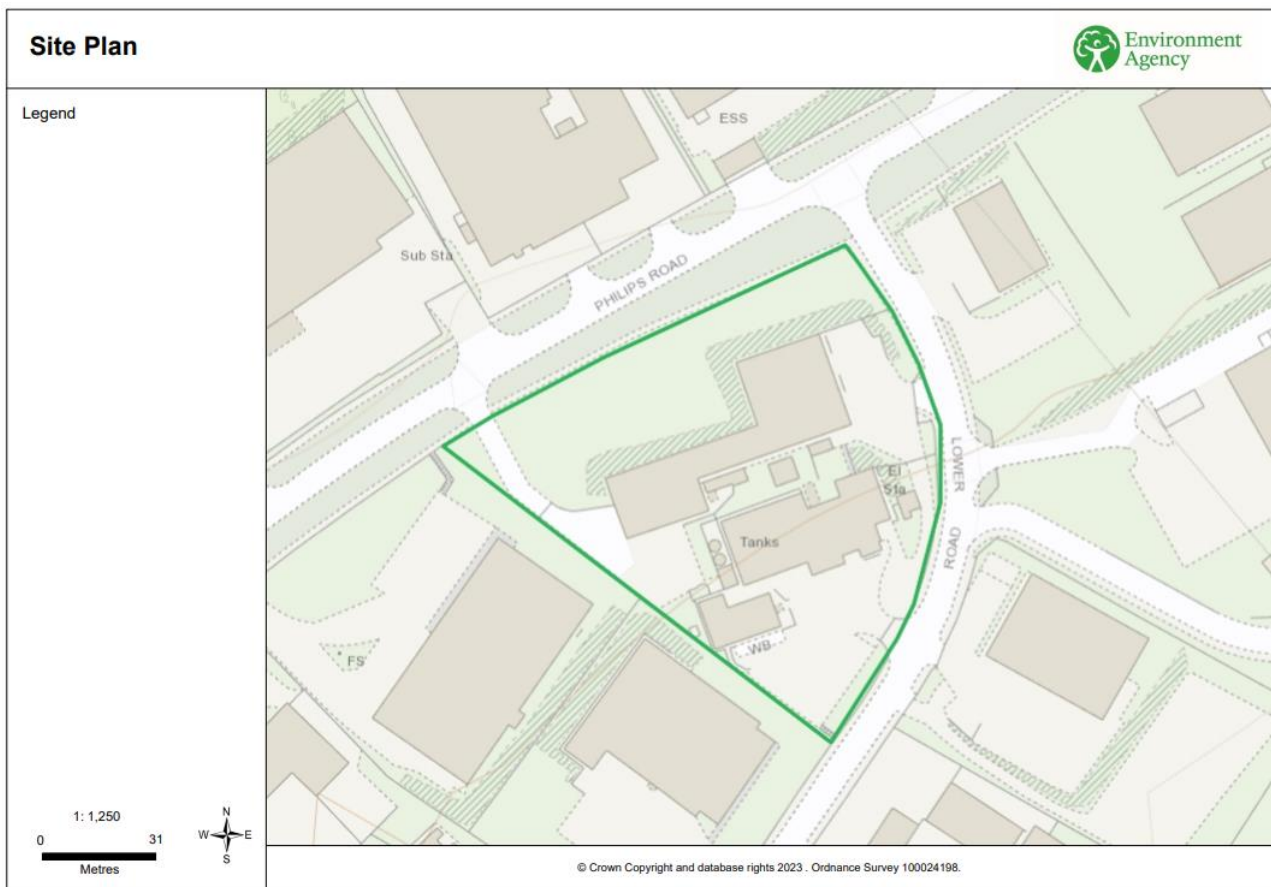 Site Plan
Environment
Agency
Legend
ESS
Sub Sta
PHILIPS ROAD
LOWER
El
Sta
Tanks
ROAD
FS
WB
1: 1,250
0 31
Metres
N
W E
S
© Crown Copyright and database rights 2023 . Ordnance Survey 100024198.